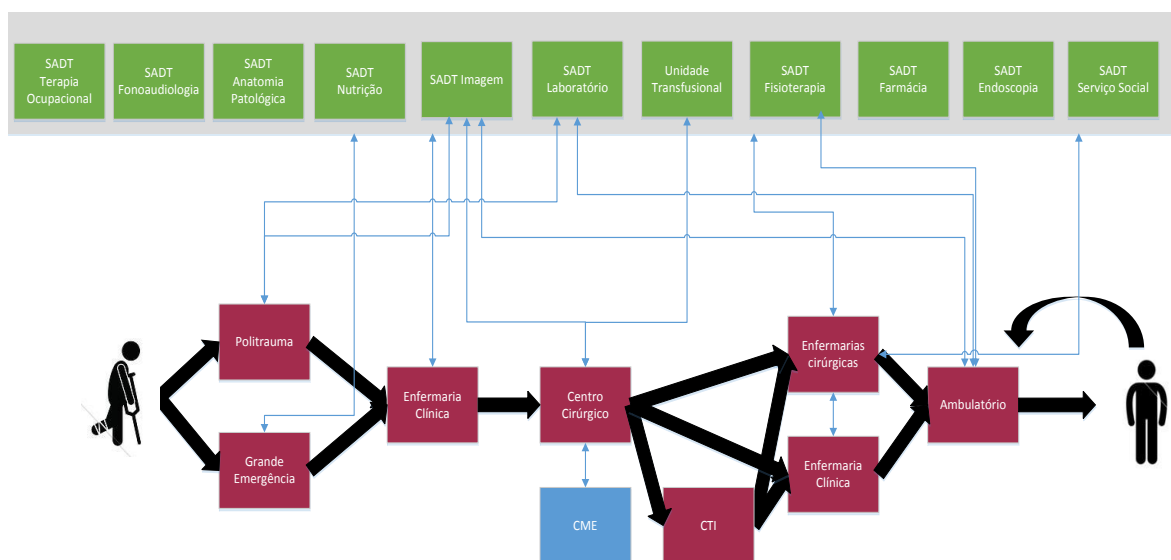 SADT
Terapia
Ocupacional
SADT
Fonoaudiologia
SADT
Anatomia
Patológica
SADT
Nutrição
SADT Imagem
SADT
Laboratório
Unidade
Transfusional
SADT
Fisioterapia
SADT
Farmácia
SADT
Endoscopia
SADT
Serviço Social
Politrauma
Grande
Emergência
Enfermaria
Clínica
Centro
Cirúrgico
CME
CTI
Enfermarias
cirúrgicas
Enfermaria
Clínica
Ambulatório